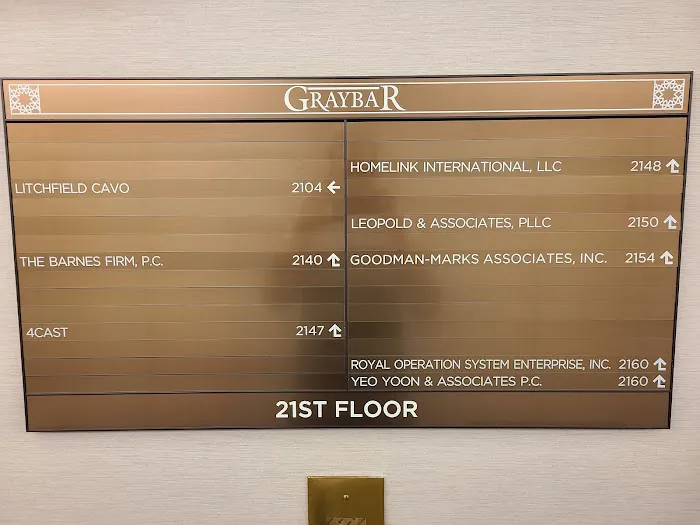 GRAYBAR
LITCHFIELD CAVO 2104 ←
THE BARNES FIRM, P.C. 2140 ↱
4CAST 2147 ↱
HOMELINK INTERNATIONAL, LLC 2148 ↱
LEOPOLD & ASSOCIATES, PLLC 2150 ↱
GOODMAN-MARKS ASSOCIATES, INC. 2154 ↱
ROYAL OPERATION SYSTEM ENTERPRISE, INC. 2160 ↱
YEO YOON & ASSOCIATES P.C. 2160 ↱
21ST FLOOR